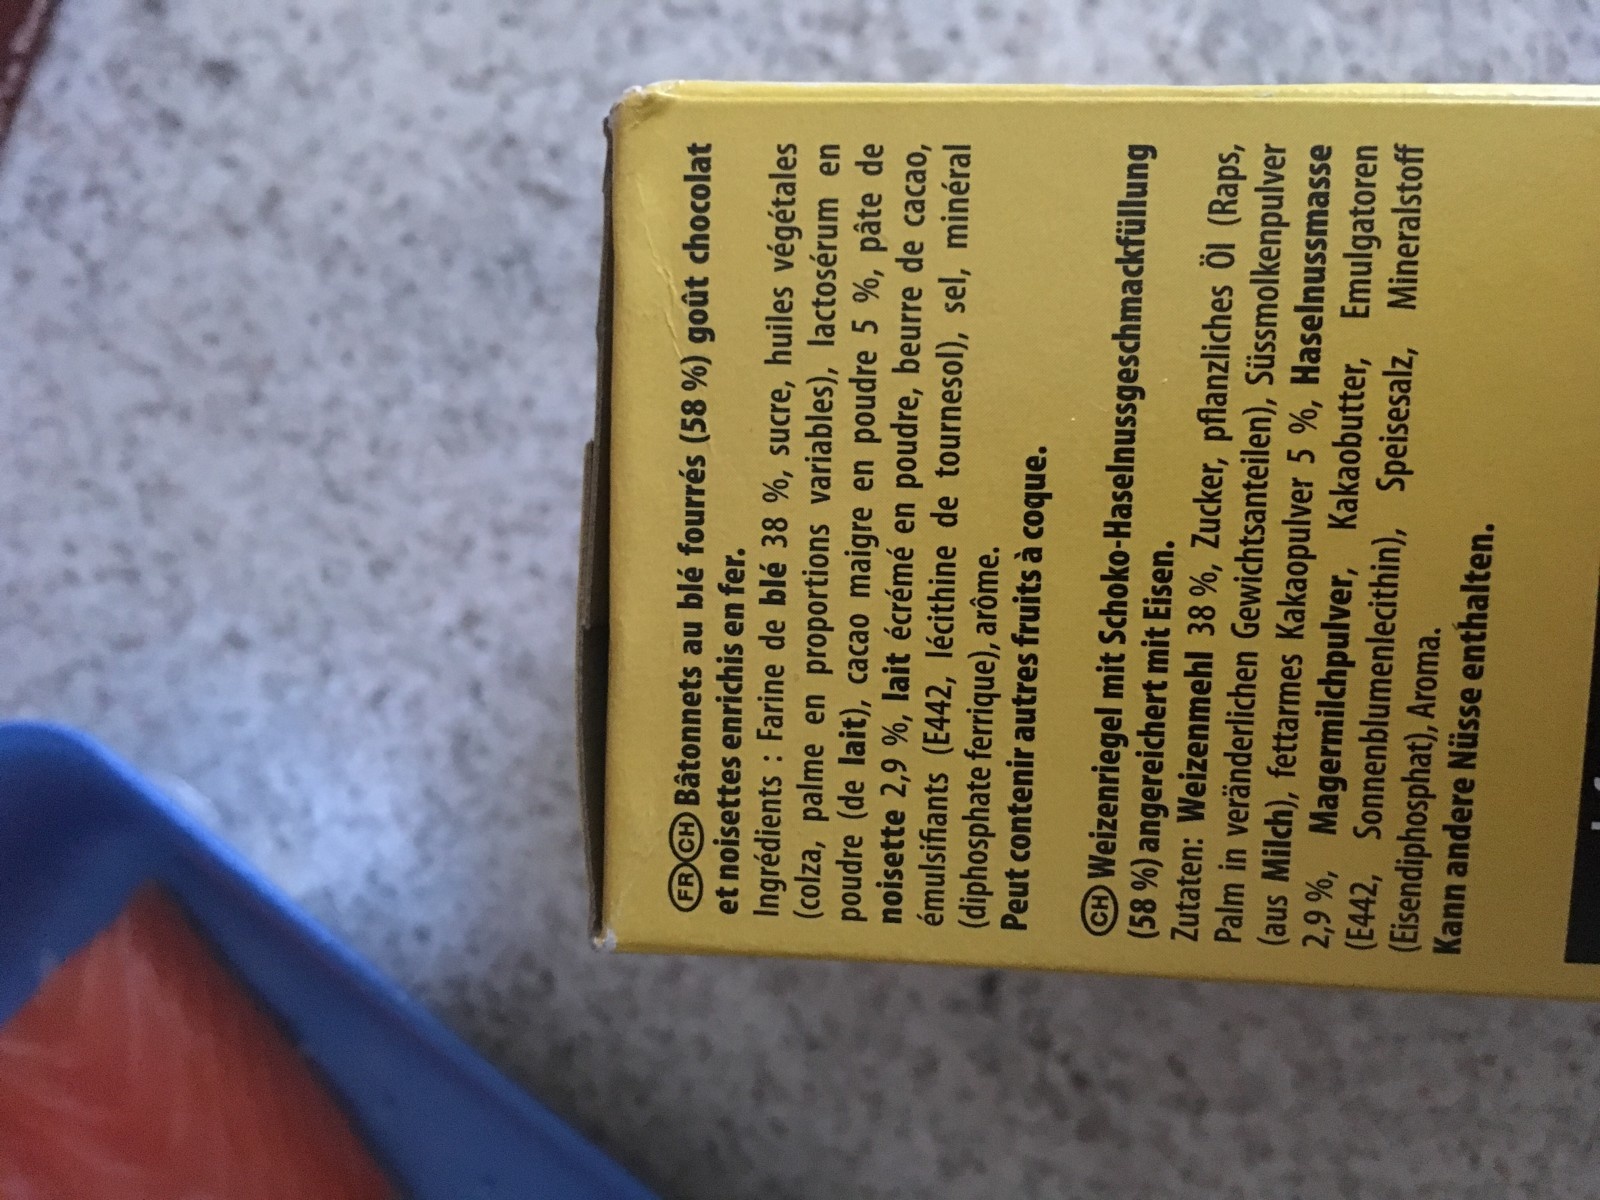 FR CH Bâtonnets au blé fourrés (58 %) goût chocolat
et noisettes enrichis en fer.
Ingrédients : Farine de blé 38 %, sucre, huiles végétales
(colza, palme en proportions variables), lactosérum en
poudre (de lait), cacao maigre en poudre 5 %, pâte de
noisette 2,9 %, lait écrémé en poudre, beurre de cacao,
émulsifiants (E442, lécithine de tournesol), sel, minéral
(diphosphate ferrique), arôme.
Peut contenir autres fruits à coque.
CH Weizenriegel mit Schoko-Haselnussgeschmackfüllung
(58 %) angereichert mit Eisen.
Zutaten: Weizenmehl 38 %, Zucker, pflanzliches Öl (Raps,
Palm in veränderlichen Gewichtsanteilen), Süssmolkenpulver
(aus Milch), fettarmes Kakaopulver 5 %, Haselnussmasse
2,9 %, Magermilchpulver, Kakaobutter, Emulgatoren
(E442, Sonnenblumenlecithin), Speisesalz, Mineralstoff
(Eisendiphosphat), Aroma.
Kann andere Nüsse enthalten.